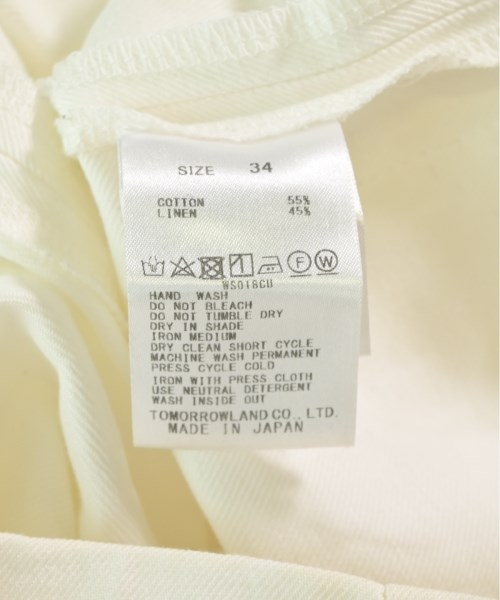 SIZE 34
COTTON 55%
LINEN 45%
F W
WS018CU
HAND WASH
DO NOT BLEACH
DO NOT TUMBLE DRY
DRY IN SHADE
IRON MEDIUM
DRY CLEAN SHORT CYCLE
MACHINE WASH PERMANENT
PRESS CYCLE COLD
IRON WITH PRESS CLOTH
USE NEUTRAL DETERGENT
WASH INSIDE OUT
TOMORROWLAND CO., LTD.
MADE IN JAPAN